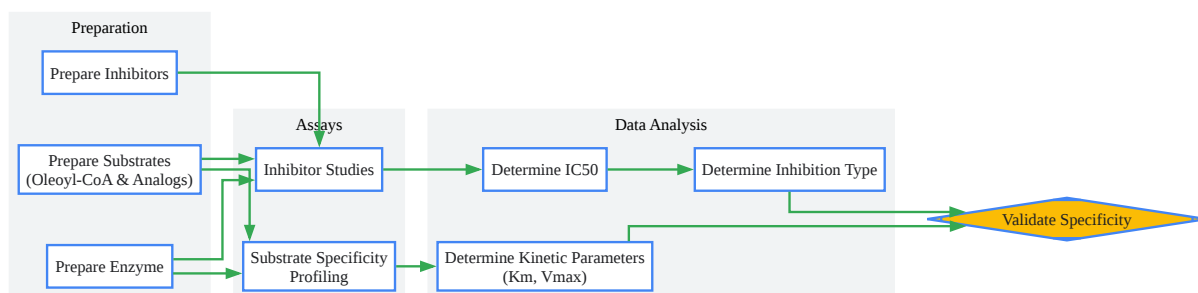 Preparation
Prepare Inhibitors
Prepare Substrates
(Oleoyl-CoA & Analogs)
Prepare Enzyme
Assays
Inhibitor Studies
Substrate Specificity
Profiling
Data Analysis
Determine IC50
Determine Inhibition Type
Determine Kinetic Parameters
(Km, Vmax)
Validate Specificity